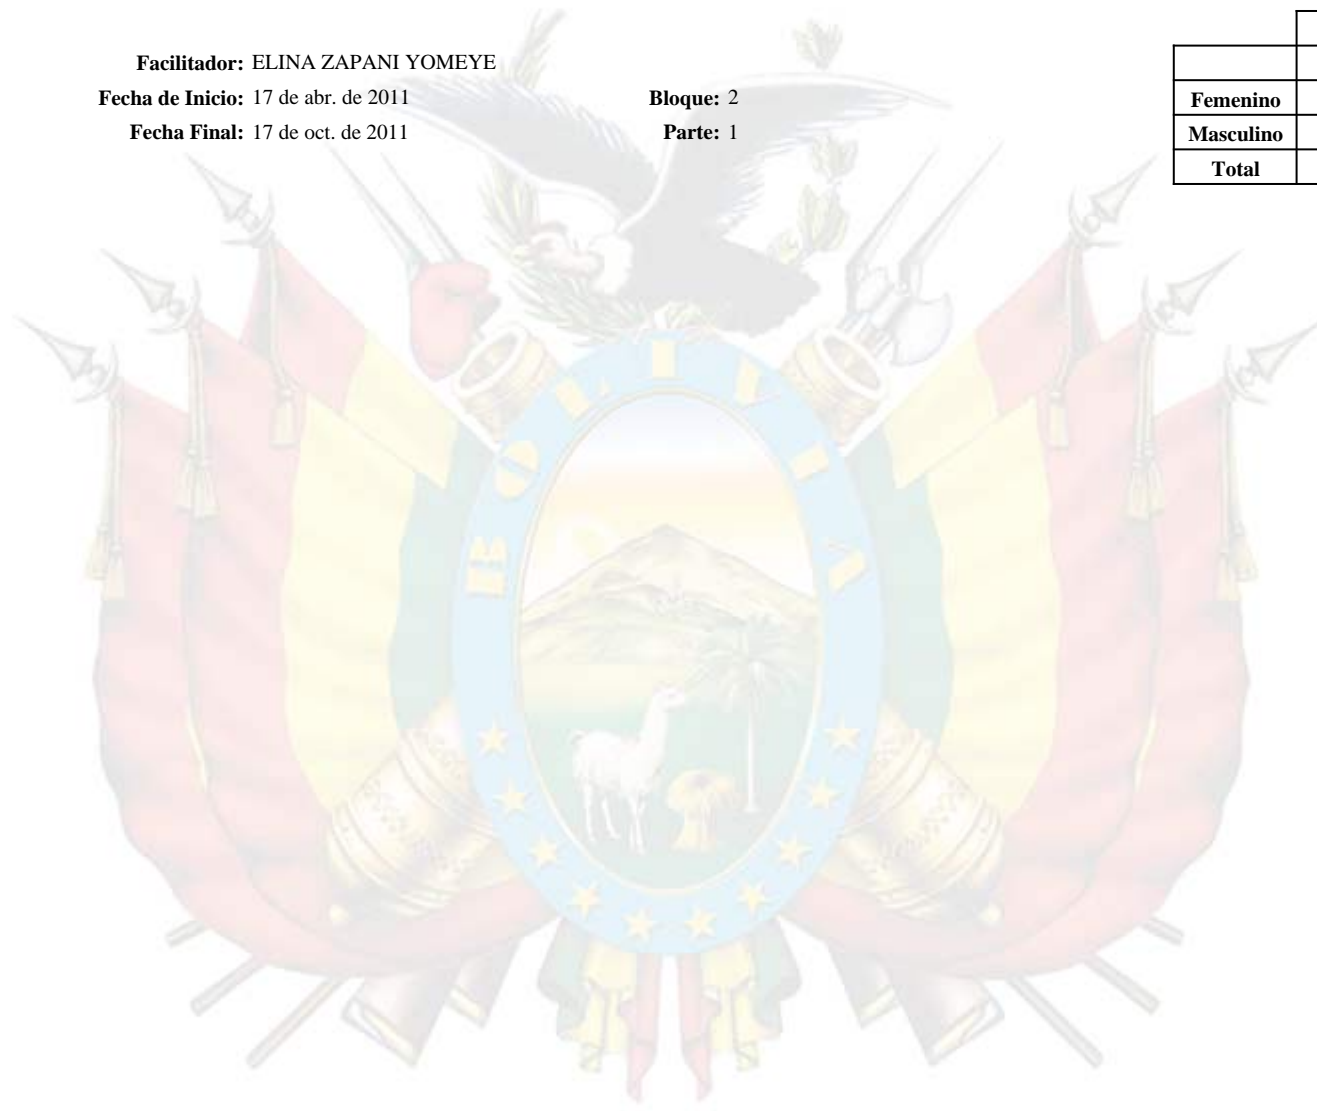 Facilitador: ELINA ZAPANI YOMEYE
Fecha de Inicio: 17 de abr. de 2011 Bloque: 2
Fecha Final: 17 de oct. de 2011 Parte: 1
Femenino
Masculino
Total
BOLIVIA